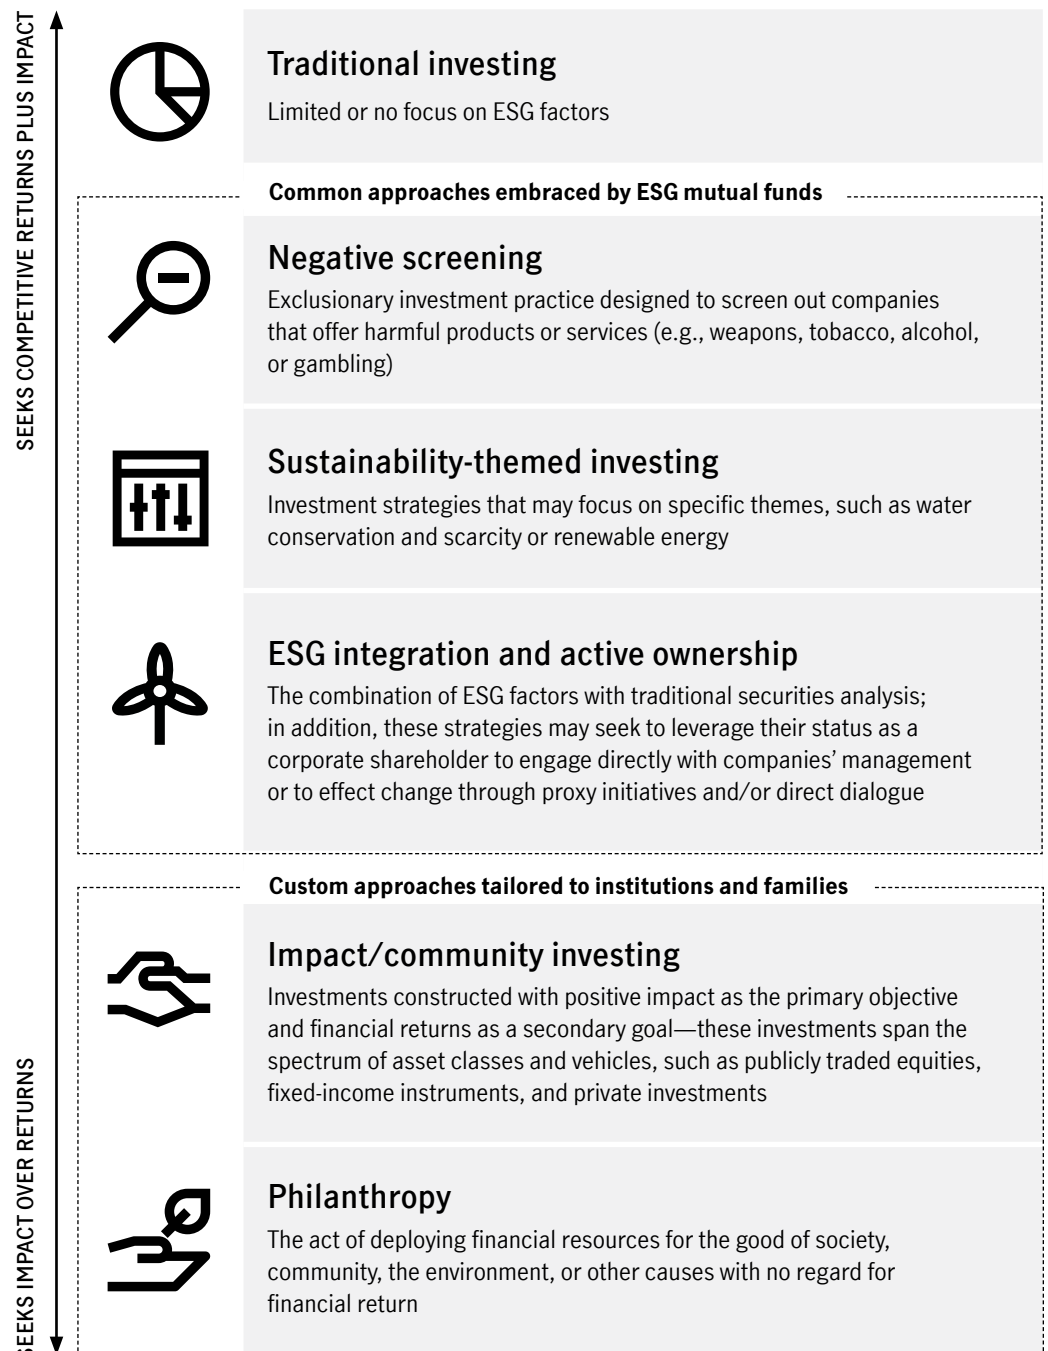 SEEKS COMPETITIVE RETURNS PLUS IMPACT
Traditional investing
Limited or no focus on ESG factors
Common approaches embraced by ESG mutual funds
Negative screening
Exclusionary investment practice designed to screen out companies
that offer harmful products or services (e.g., weapons, tobacco, alcohol,
or gambling)
Sustainability-themed investing
Investment strategies that may focus on specific themes, such as water
conservation and scarcity or renewable energy
ESG integration and active ownership
The combination of ESG factors with traditional securities analysis;
in addition, these strategies may seek to leverage their status as a
corporate shareholder to engage directly with companies’ management
or to effect change through proxy initiatives and/or direct dialogue
Custom approaches tailored to institutions and families
SEEKS IMPACT OVER RETURNS
Impact/community investing
Investments constructed with positive impact as the primary objective
and financial returns as a secondary goal—these investments span the
spectrum of asset classes and vehicles, such as publicly traded equities,
fixed-income instruments, and private investments
Philanthropy
The act of deploying financial resources for the good of society,
community, the environment, or other causes with no regard for
financial return